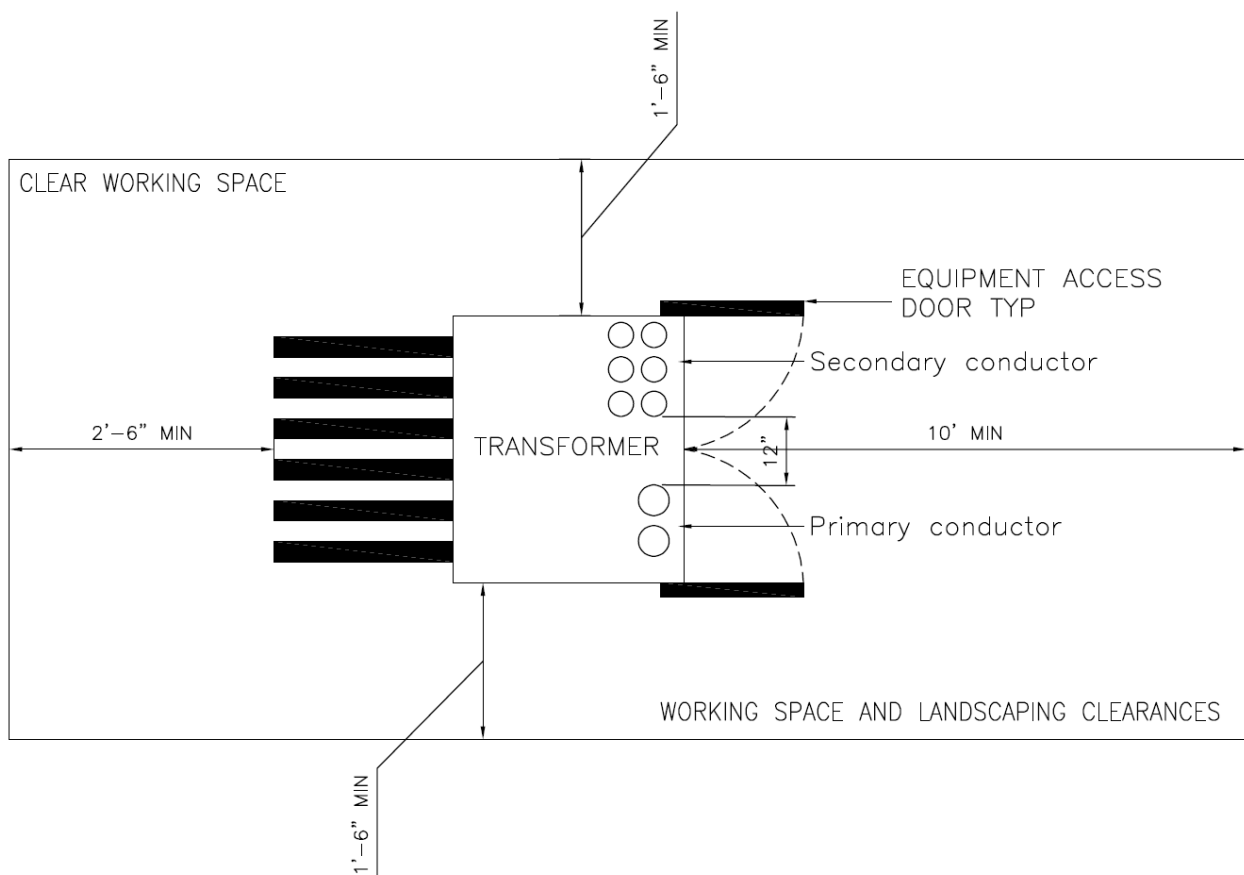 1'-6" MIN
CLEAR WORKING SPACE
EQUIPMENT ACCESS
DOOR TYP
Secondary conductor
2'-6" MIN
TRANSFORMER
12"
10' MIN
Primary conductor
WORKING SPACE AND LANDSCAPING CLEARANCES
1'-6" MIN